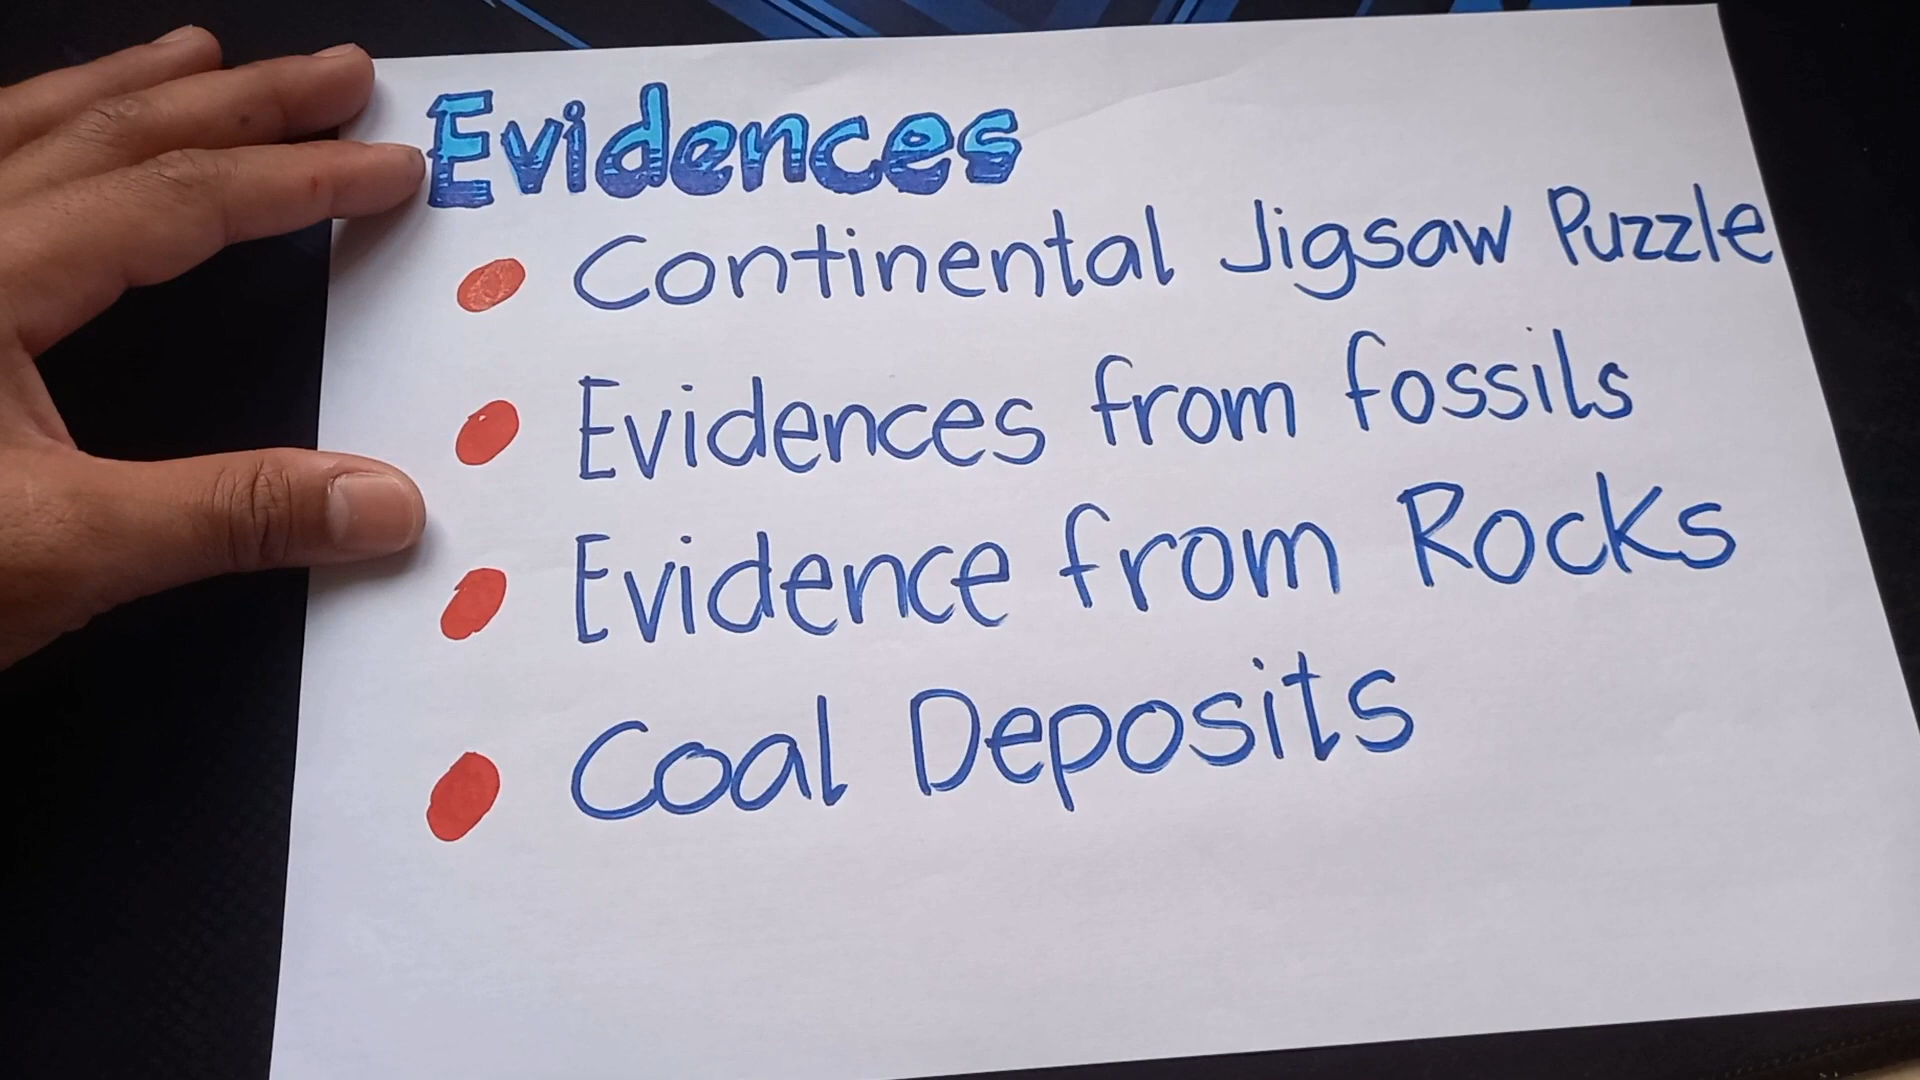 Evidences
Continental Jigsaw Puzzle
Evidences from fossils
Evidence from Rocks
Coal Deposits